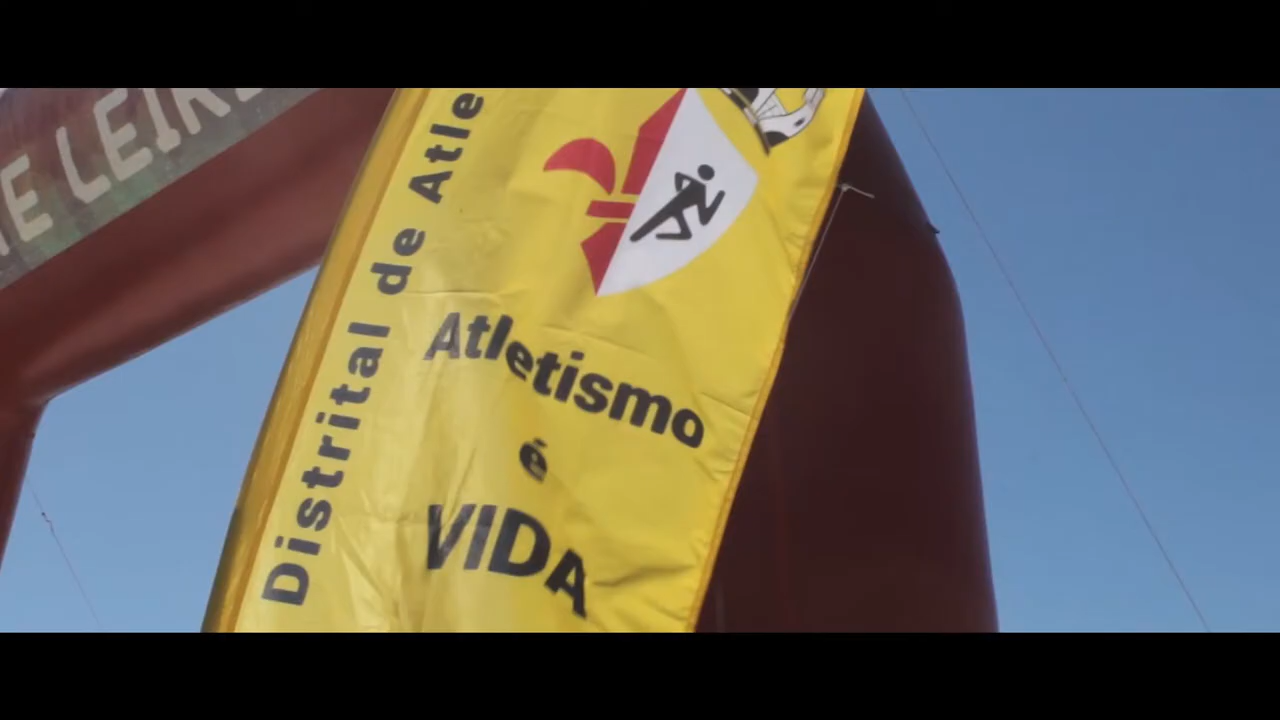 E LEIR
Distrital de Atle
Atletismo
é
VIDA